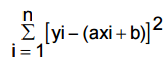 n
Σ [yi – (axi + b)]²
i = 1